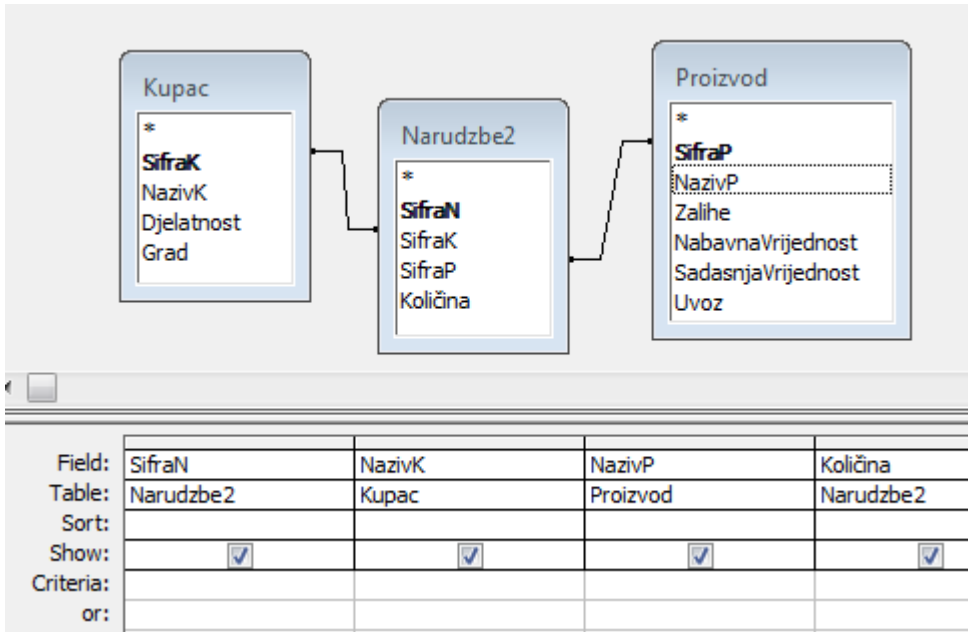 Kupac
*
SifraK
NazivK
Djelatnost
Grad
Narudzbe2
*
SifraN
SifraK
SifraP
Količina
Proizvod
*
SifraP
NazivP
Zalihe
NabavnaVrijednost
SadasnjaVrijednost
Uvoz
Field: SifraN NazivK NazivP Količina
Table: Narudzbe2 Kupac Proizvod Narudzbe2
Sort:
Show:
Criteria:
or: